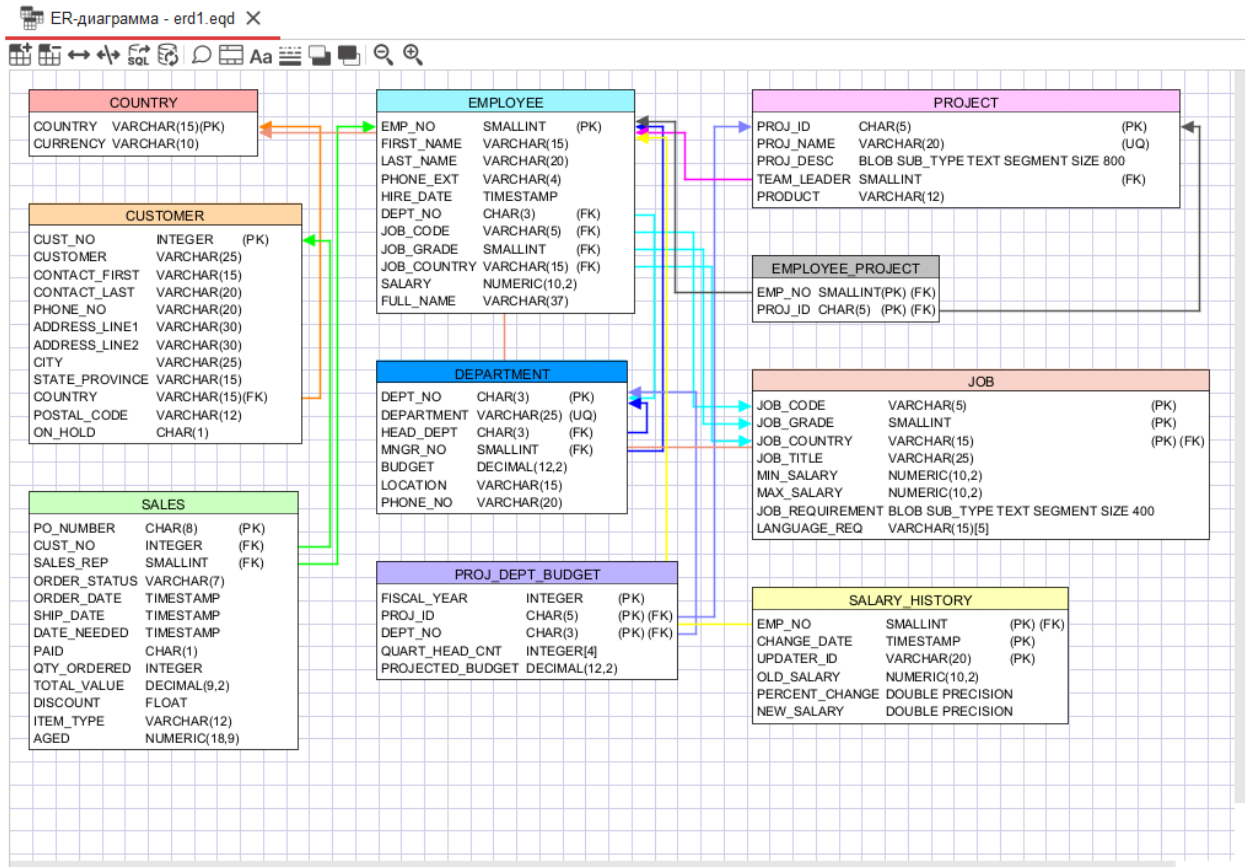 ER-диаграмма - erd1.eqd
SQL Aa
COUNTRY
COUNTRY VARCHAR(15)(PK)
CURRENCY VARCHAR(10)
CUSTOMER
CUST_NO INTEGER (PK)
CUSTOMER VARCHAR(25)
CONTACT_FIRST VARCHAR(15)
CONTACT_LAST VARCHAR(20)
PHONE_NO VARCHAR(20)
ADDRESS_LINE1 VARCHAR(30)
ADDRESS_LINE2 VARCHAR(30)
CITY VARCHAR(25)
STATE_PROVINCE VARCHAR(15)
COUNTRY VARCHAR(15)(FK)
POSTAL_CODE VARCHAR(12)
ON_HOLD CHAR(1)
SALES
PO_NUMBER CHAR(8) (PK)
CUST_NO INTEGER (FK)
SALES_REP SMALLINT (FK)
ORDER_STATUS VARCHAR(7)
ORDER_DATE TIMESTAMP
SHIP_DATE TIMESTAMP
DATE_NEEDED TIMESTAMP
PAID CHAR(1)
QTY_ORDERED INTEGER
TOTAL_VALUE DECIMAL(9,2)
DISCOUNT FLOAT
ITEM_TYPE VARCHAR(12)
AGED NUMERIC(18,9)
EMPLOYEE
EMP_NO SMALLINT (PK)
FIRST_NAME VARCHAR(15)
LAST_NAME VARCHAR(20)
PHONE_EXT VARCHAR(4)
HIRE_DATE TIMESTAMP
DEPT_NO CHAR(3) (FK)
JOB_CODE VARCHAR(5) (FK)
JOB_GRADE SMALLINT (FK)
JOB_COUNTRY VARCHAR(15) (FK)
SALARY NUMERIC(10,2)
FULL_NAME VARCHAR(37)
DEPARTMENT
DEPT_NO CHAR(3) (PK)
DEPARTMENT VARCHAR(25) (UQ)
HEAD_DEPT CHAR(3) (FK)
MNGR_NO SMALLINT (FK)
BUDGET DECIMAL(12,2)
LOCATION VARCHAR(15)
PHONE_NO VARCHAR(20)
PROJ_DEPT_BUDGET
FISCAL_YEAR INTEGER (PK)
PROJ_ID CHAR(5) (PK)(FK)
DEPT_NO CHAR(3) (PK)(FK)
QUART_HEAD_CNT INTEGER[4]
PROJECTED_BUDGET DECIMAL(12,2)
PROJECT
PROJ_ID CHAR(5) (PK)
PROJ_NAME VARCHAR(20) (UQ)
PROJ_DESC BLOB SUB_TYPE TEXT SEGMENT SIZE 800
TEAM_LEADER SMALLINT (FK)
PRODUCT VARCHAR(12)
EMPLOYEE_PROJECT
EMP_NO SMALLINT(PK) (FK)
PROJ_ID CHAR(5) (PK) (FK)
JOB
JOB_CODE VARCHAR(5) (PK)
JOB_GRADE SMALLINT (PK)
JOB_COUNTRY VARCHAR(15) (PK) (FK)
JOB_TITLE VARCHAR(25)
MIN_SALARY NUMERIC(10,2)
MAX_SALARY NUMERIC(10,2)
JOB_REQUIREMENT BLOB SUB_TYPE TEXT SEGMENT SIZE 400
LANGUAGE_REQ VARCHAR(15)[5]
SALARY_HISTORY
EMP_NO SMALLINT (PK) (FK)
CHANGE_DATE TIMESTAMP (PK)
UPDATER_ID VARCHAR(20) (PK)
OLD_SALARY NUMERIC(10,2)
PERCENT_CHANGE DOUBLE PRECISION
NEW_SALARY DOUBLE PRECISION